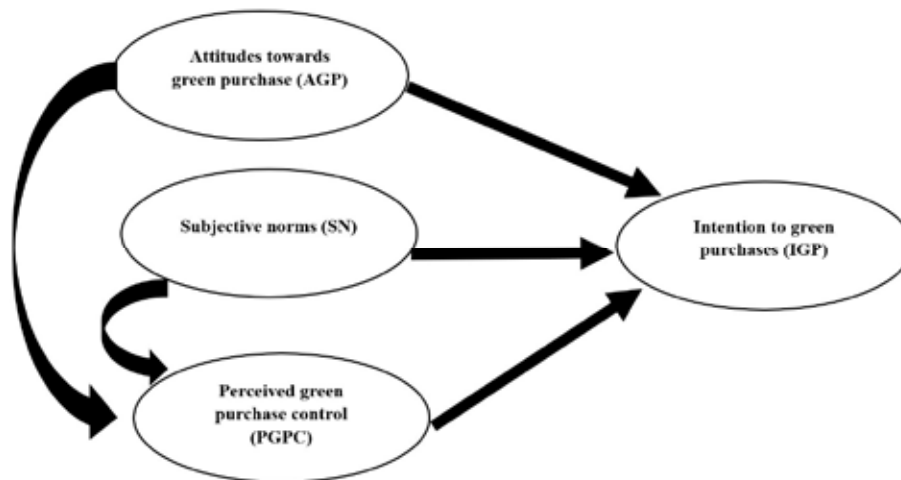 Attitudes towards
green purchase (AGP)
Subjective norms (SN)
Intention to green
purchases (IGP)
Perceived green
purchase control
(PGPC)